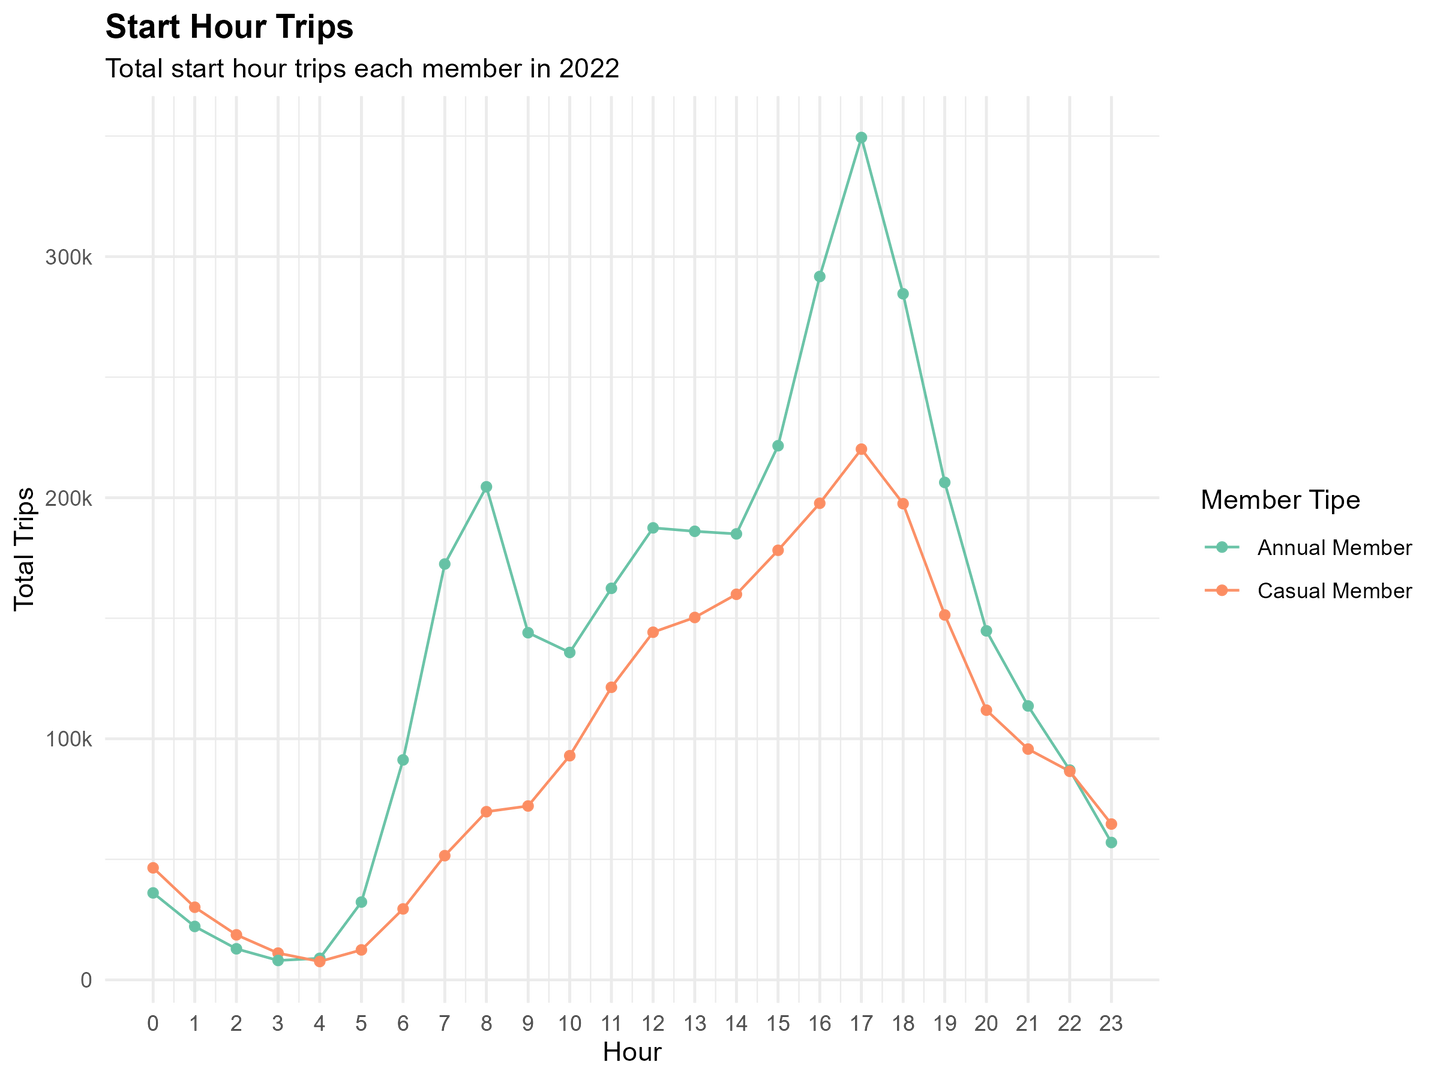 Start Hour Trips
Total start hour trips each member in 2022
Total Trips
300k
200k
100k
0
0 1 2 3 4 5 6 7 8 9 10 11 12 13 14 15 16 17 18 19 20 21 22 23
Hour
Member Tipe
Annual Member
Casual Member